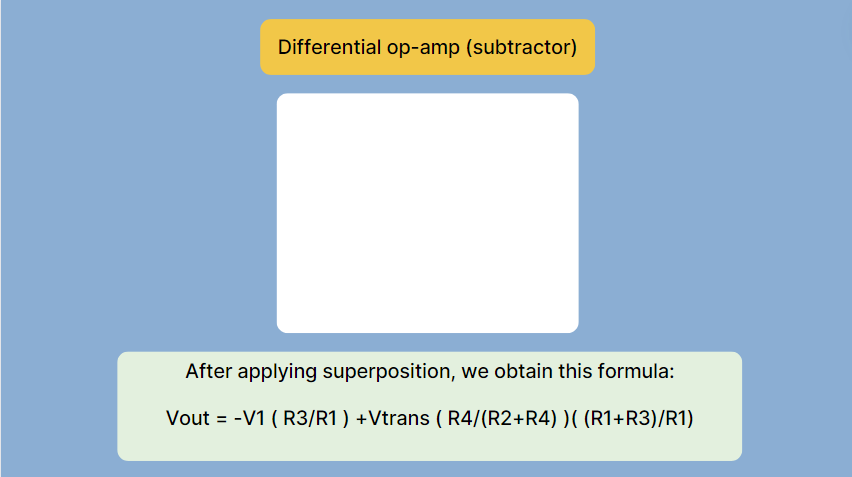 Differential op-amp (subtractor)
After applying superposition, we obtain this formula:
Vout = -V1 ( R3/R1 ) +Vtrans ( R4/(R2+R4) )( (R1+R3)/R1)